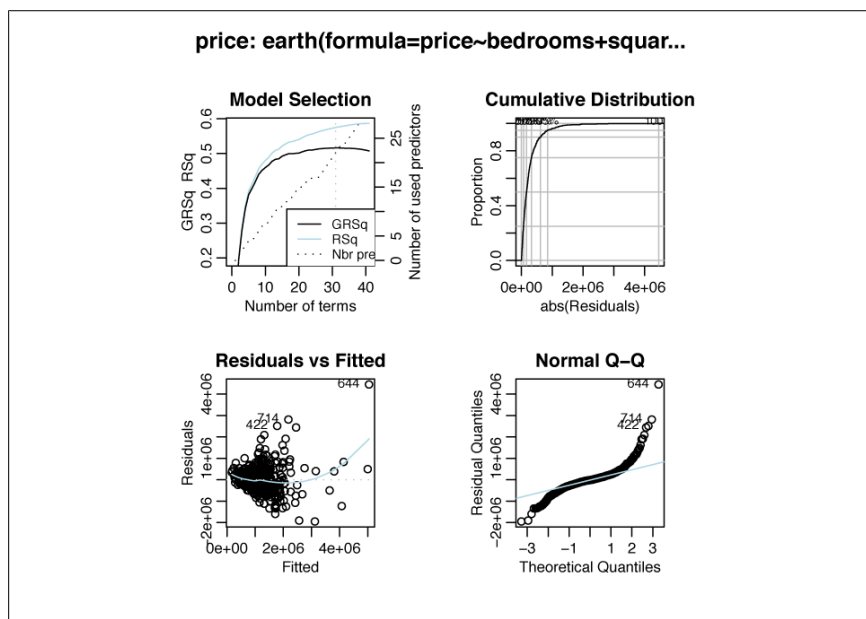 price: earth(formula=price~bedrooms+squar...
Model Selection
GRSq RSq
0.2 0.3 0.4 0.5 0.6
0 5 15 25
Number of used predictors
GRSq
RSq
Nbr pre
0 10 20 30 40
Number of terms
Cumulative Distribution
Proportion
0.0 0.4 0.8
100
0e+00 2e+06 4e+06
abs(Residuals)
Residuals vs Fitted
Residuals
−2e+06 1e+06 4e+06
644
714
422
0e+00 2e+06 4e+06
Fitted
Normal Q−Q
Residual Quantiles
−2e+06 1e+06 4e+06
644
714
422
−3 −1 1 2 3
Theoretical Quantiles